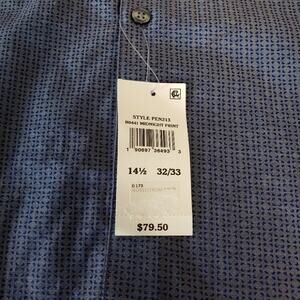 STYLE PEN213
MIDNIGHT PRINT
1 90697 36493 3
14½ 32/33
$79.50